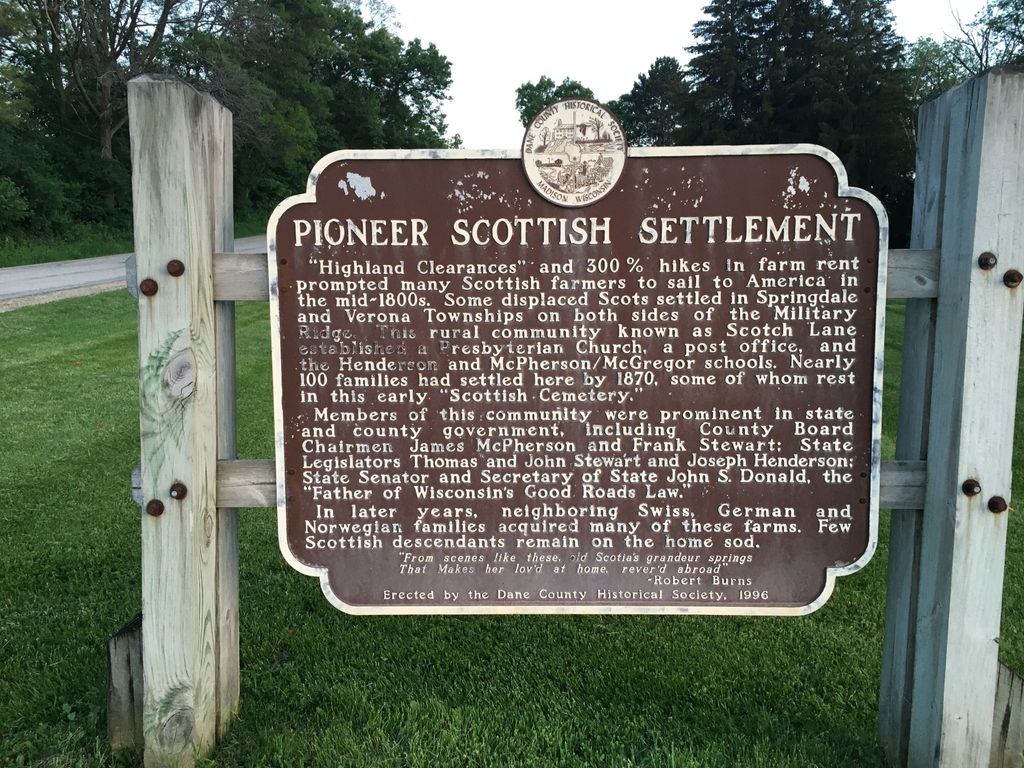 DANE COUNTY HISTORICAL SOCIETY
MADISON WISCONSIN
PIONEER SCOTTISH SETTLEMENT
"Highland Clearances" and 300% hikes in farm rent
prompted many Scottish farmers to sail to America in
the mid-1800s. Some displaced Scots settled in Springdale
and Verona Townships on both sides of the Military
Ridge. This rural community known as Scotch Lane
established a Presbyterian Church, a post office, and
the Henderson and McPherson/McGregor schools. Nearly
100 families had settled here by 1870, some of whom rest
in this early "Scottish Cemetery."
Members of this community were prominent in state
and county government, including County Board
Chairmen James McPherson and Frank Stewart; State
Legislators Thomas and John Stewart and Joseph Henderson;
State Senator and Secretary of State John S. Donald, the
"Father of Wisconsin's Good Roads Law."
In later years, neighboring Swiss, German and
Norwegian families acquired many of these farms. Few
Scottish descendants remain on the home sod.
"From scenes like these, old Scotia's grandeur springs
That Makes her lov'd at home, rever'd abroad"
-Robert Burns
Erected by the Dane County Historical Society, 1996